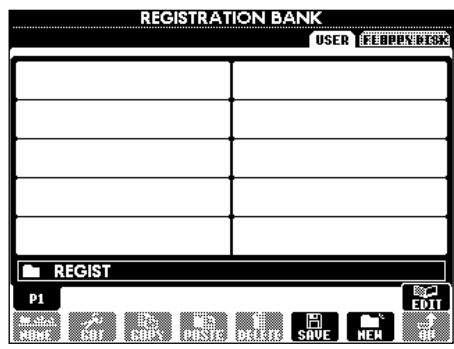 REGISTRATION BANK
USER FLOPPY DISK
REGIST
P1
EDIT
NAME CUT COPY PASTE DELETE SAVE NEW UP